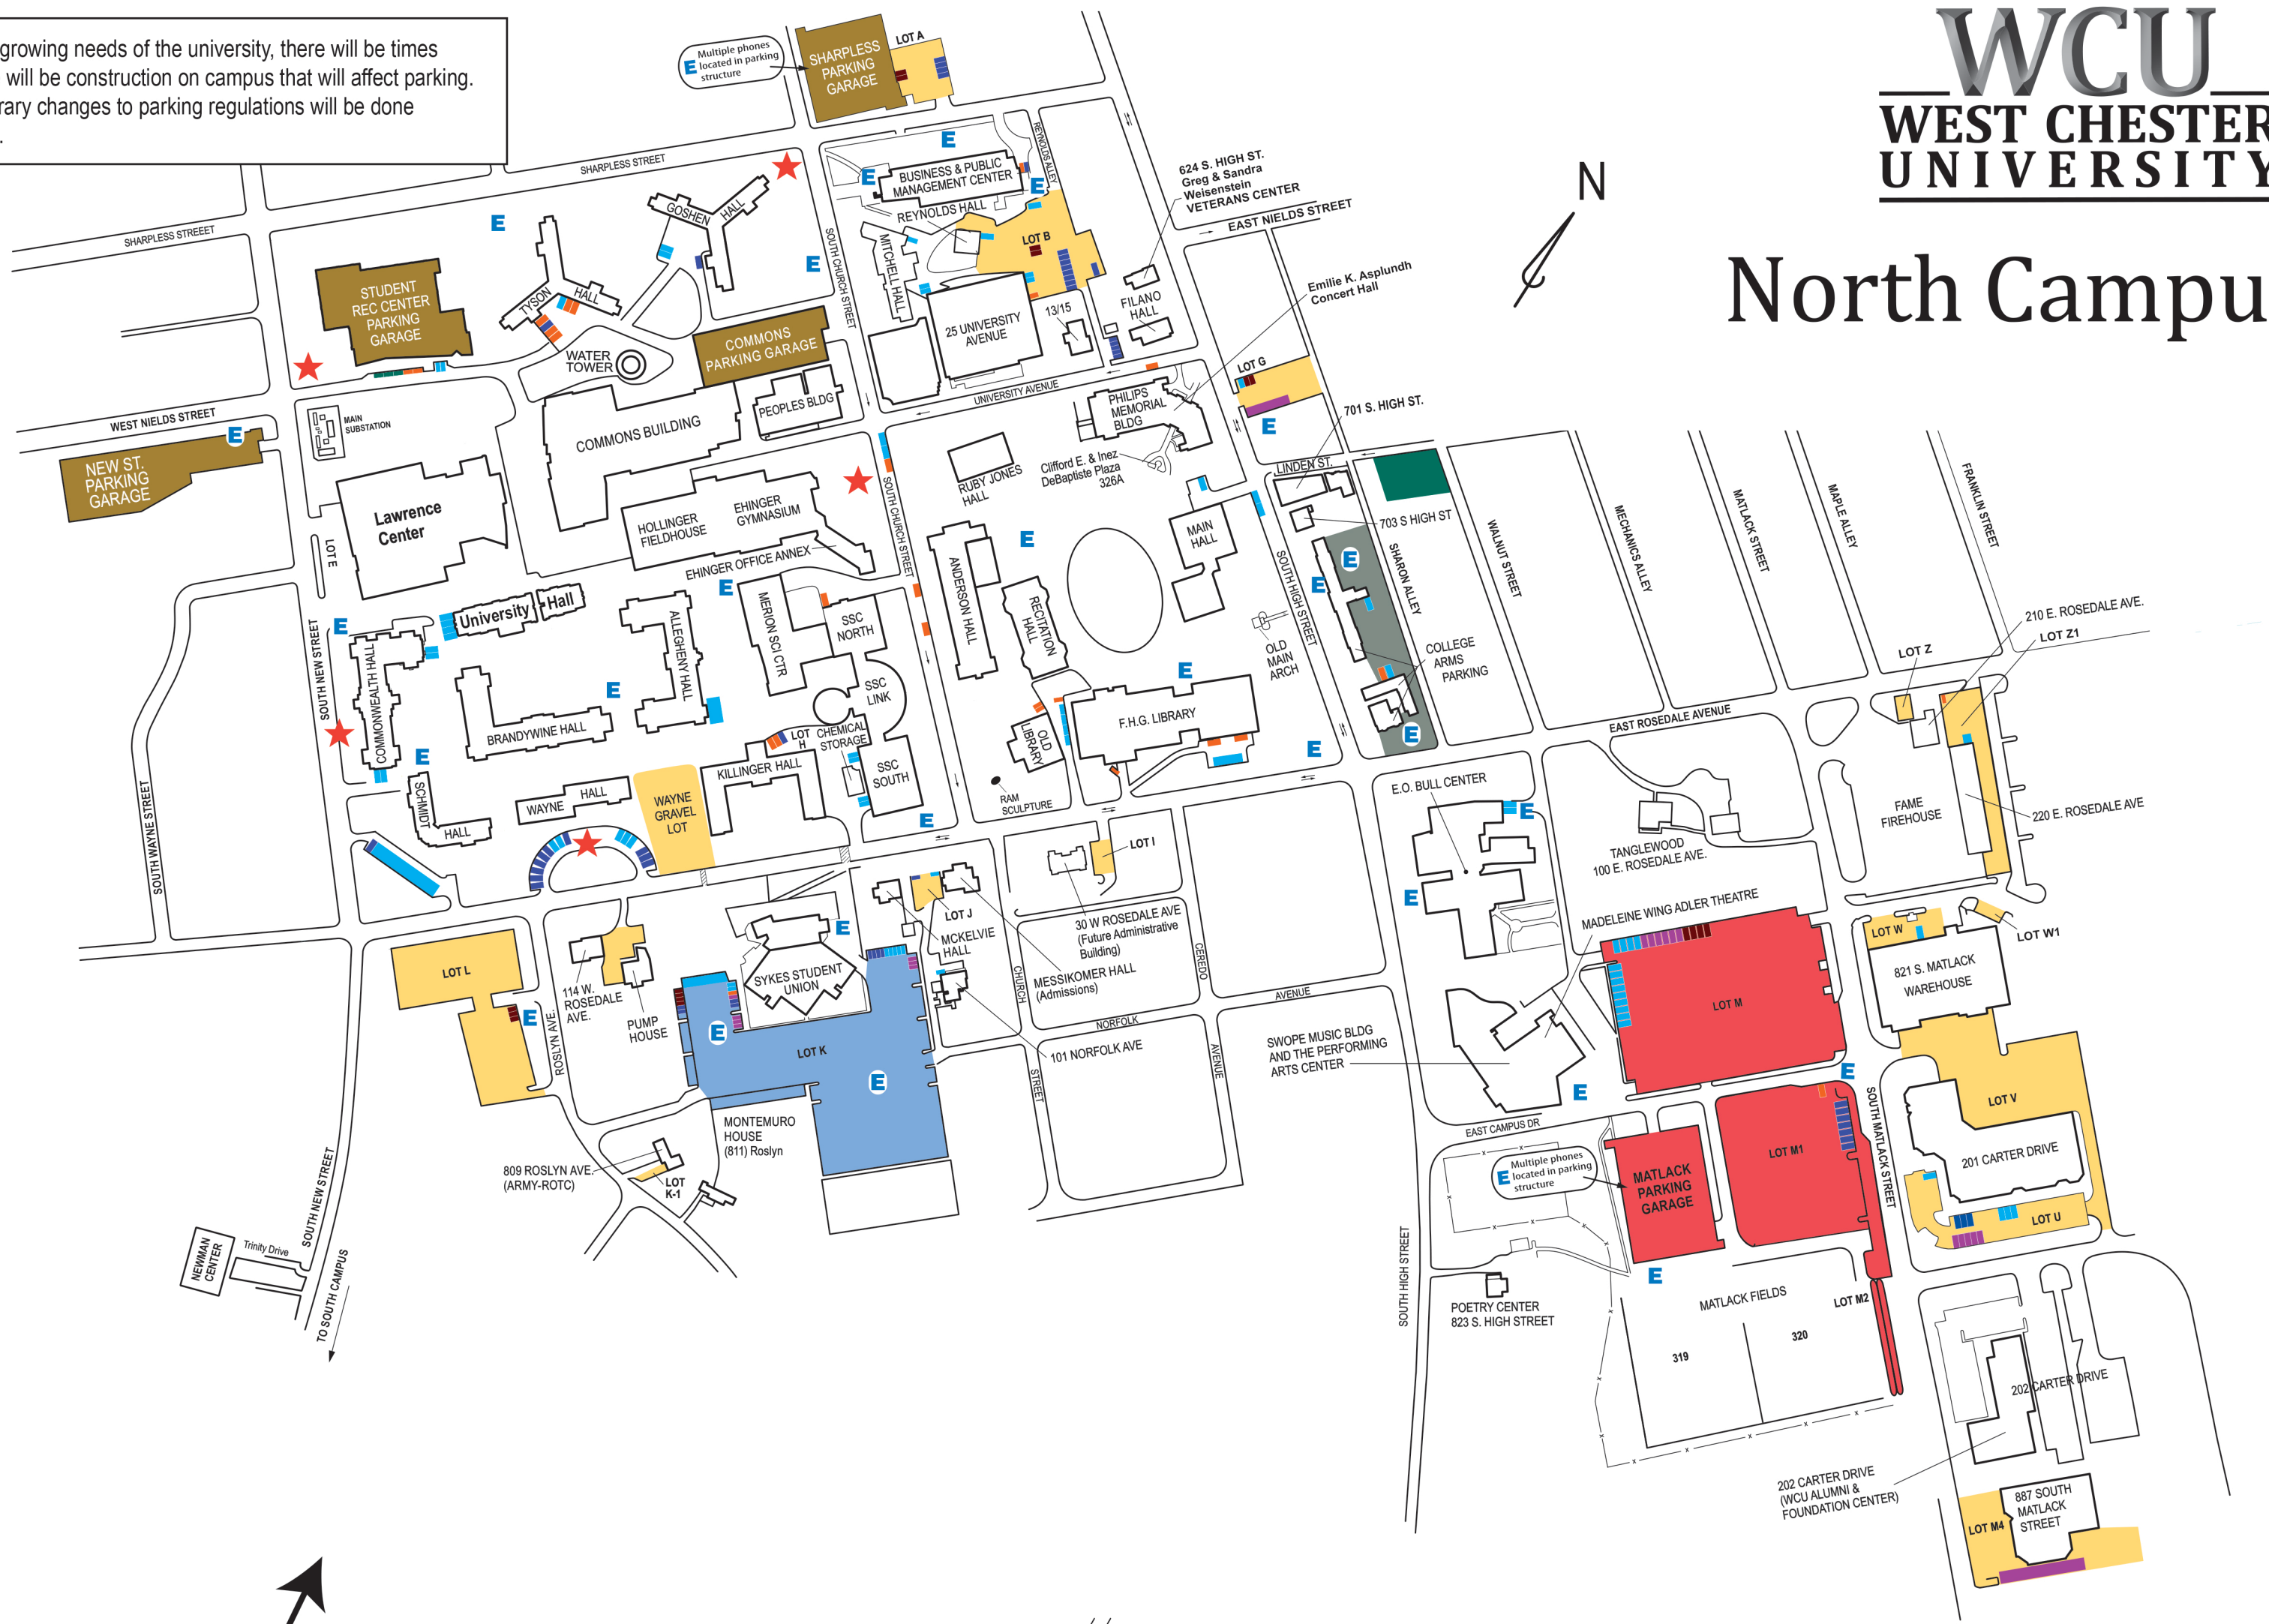 growing needs of the university, there will be times
will be construction on campus that will affect parking.
rary changes to parking regulations will be done
.
WCU
WEST CHESTER
UNIVERSITY
North Campu
N
E Multiple phones
located in parking
structure
SHARPLESS
PARKING
GARAGE
LOT A
SHARPLESS STREET
SHARPLESS STREEET
E
E
E
BUSINESS & PUBLIC
MANAGEMENT CENTER
REYNOLDS ALLEY
E
REYNOLDS HALL
624 S. HIGH ST.
Greg & Sandra
Weisenstein
VETERANS CENTER
EAST NIELDS STREET
GOSHEN
HALL
E
E
SOUTH CHURCH STREET
MITCHELL HALL
LOT B
Emilie K. Asplundh
Concert Hall
STUDENT
REC CENTER
PARKING
GARAGE
TYSON
HALL
25 UNIVERSITY
AVENUE
13/15
FILANO
HALL
WATER
TOWER
COMMONS
PARKING GARAGE
LOT G
UNIVERSITY AVENUE
PEOPLES BLDG
PHILIPS
MEMORIAL
BLDG
701 S. HIGH ST.
E
WEST NIELDS STREET
MAIN
SUBSTATION
COMMONS BUILDING
E
NEW ST.
PARKING
GARAGE
RUBY JONES
HALL
Clifford E. & Inez
DeBaptiste Plaza
326A
LINDEN ST.
Lawrence
Center
HOLLINGER
FIELDHOUSE
EHINGER
GYMNASIUM
EHINGER OFFICE ANNEX
SOUTH CHURCH STREET
MAIN
HALL
703 S HIGH ST
E
E
E
SHARON ALLEY
WALNUT STREET
MECHANICS ALLEY
MATLACK STREET
MAPLE ALLEY
FRANKLIN STREET
LOT E
E
E
University
Hall
ALLEGHENY HALL
MERION SCI CTR
SSC
NORTH
SSC
LINK
ANDERSON HALL
RECITATION
HALL
SOUTH HIGH STREET
OLD
MAIN
ARCH
COLLEGE
ARMS
PARKING
210 E. ROSEDALE AVE.
LOT Z1
LOT Z
SOUTH NEW STREET
COMMONWEALTH HALL
E
BRANDYWINE HALL
E
F.H.G. LIBRARY
OLD
LIBRARY
E
E
EAST ROSEDALE AVENUE
E
LOT
H
CHEMICAL
STORAGE
KILLINGER HALL
SSC
SOUTH
SCHMIDT
HALL
WAYNE
HALL
WAYNE
GRAVEL
LOT
RAM
SCULPTURE
E
E.O. BULL CENTER
E
FAME
FIREHOUSE
220 E. ROSEDALE AVE
TANGLEWOOD
100 E. ROSEDALE AVE.
SOUTH WAYNE STREET
LOT I
30 W ROSEDALE AVE
(Future Administrative
Building)
E
MADELEINE WING ADLER THEATRE
LOT J
MCKELVIE
HALL
MESSIKOMER HALL
(Admissions)
CHURCH
CEREDO
LOT W
LOT W1
821 S. MATLACK
WAREHOUSE
LOT L
E
114 W.
ROSEDALE
AVE.
PUMP
HOUSE
ROSLYN AVE.
E
SYKES STUDENT
UNION
E
LOT K
E
NORFOLK
AVENUE
101 NORFOLK AVE
STREET
AVENUE
SWOPE MUSIC BLDG
AND THE PERFORMING
ARTS CENTER
E
LOT M
E
LOT V
EAST CAMPUS DR
MONTEMURO
HOUSE
(811) Roslyn
809 ROSLYN AVE.
(ARMY-ROTC)
LOT
K-1
E Multiple phones
located in parking
structure
MATLACK
PARKING
GARAGE
LOT M1
SOUTH MATLACK STREET
201 CARTER DRIVE
LOT U
E
NEWMAN
CENTER
Trinity Drive
SOUTH NEW STREET
TO SOUTH CAMPUS
SOUTH HIGH STREET
POETRY CENTER
823 S. HIGH STREET
MATLACK FIELDS
LOT M2
319
320
202 CARTER DRIVE
202 CARTER DRIVE
(WCU ALUMNI &
FOUNDATION CENTER)
887 SOUTH
MATLACK
STREET
LOT M4